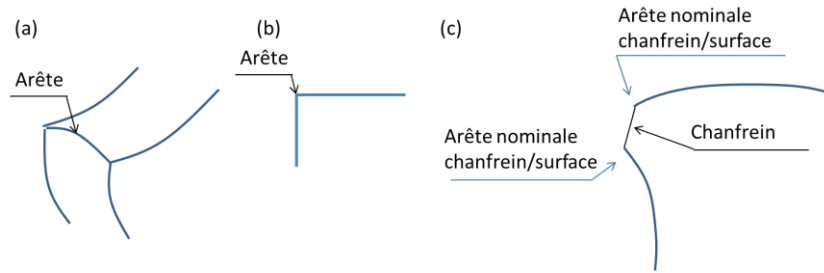 (a)
Arête
(b)
Arête
(c)
Arête nominale
chanfrein/surface
Arête nominale
chanfrein/surface
Chanfrein